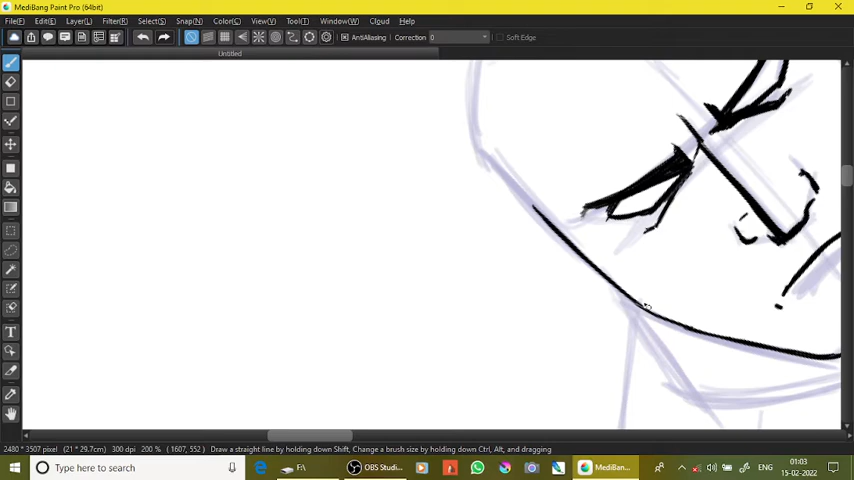 MediBang Paint Pro (64bit)
File(F) Edit(E) Layer(L) Filter(R) Select(S) Snap(N) Color(C) View(V) Tool(T) Window(W) Cloud Help
AntiAliasing Correction 0 Soft Edge
Untitled
2480 * 3507 pixel (21 * 29.7cm) 300 dpi 200 % (1607, 552) Draw a straight line by holding down Shift, Change a brush size by holding down Ctrl, Alt, and dragging
Type here to search
F:\
OBS Studi...
MediBan...
ENG
01:03
15-02-2022